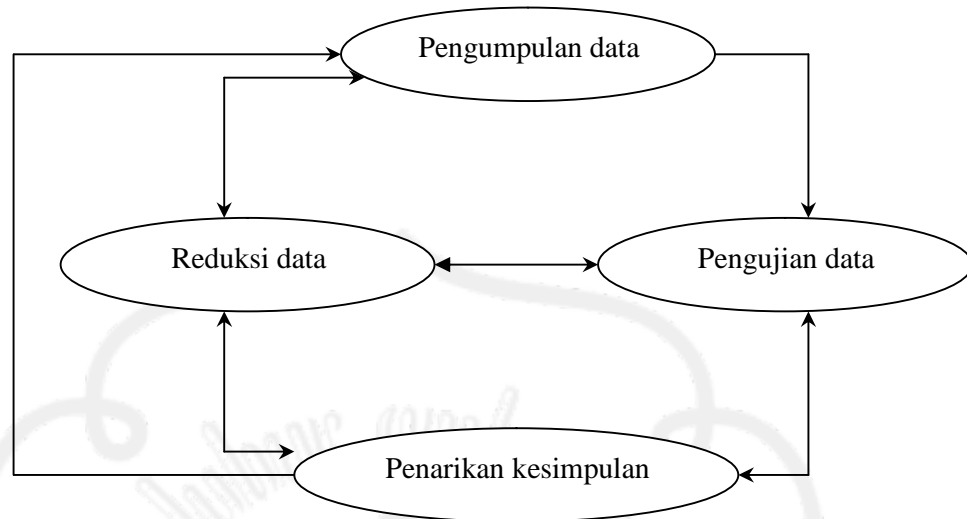 Pengumpulan data
Reduksi data
Pengujian data
Penarikan kesimpulan